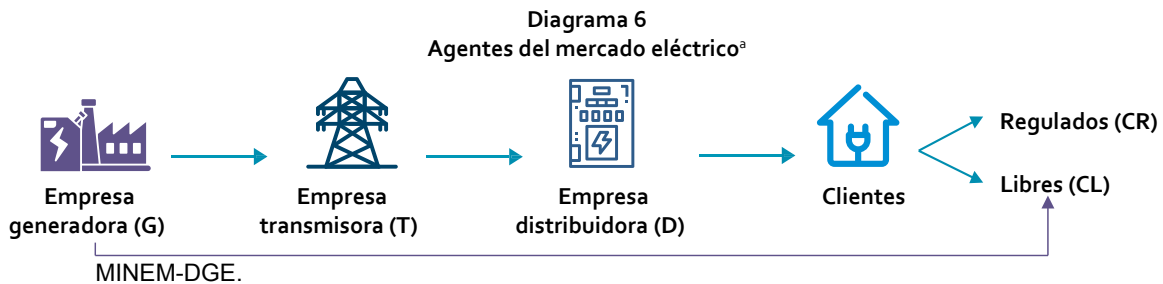 Diagrama 6
Agentes del mercado eléctricoª
Empresa
generadora (G)
Empresa
transmisora (T)
Empresa
distribuidora (D)
Clientes
Regulados (CR)
Libres (CL)
MINEM-DGE.